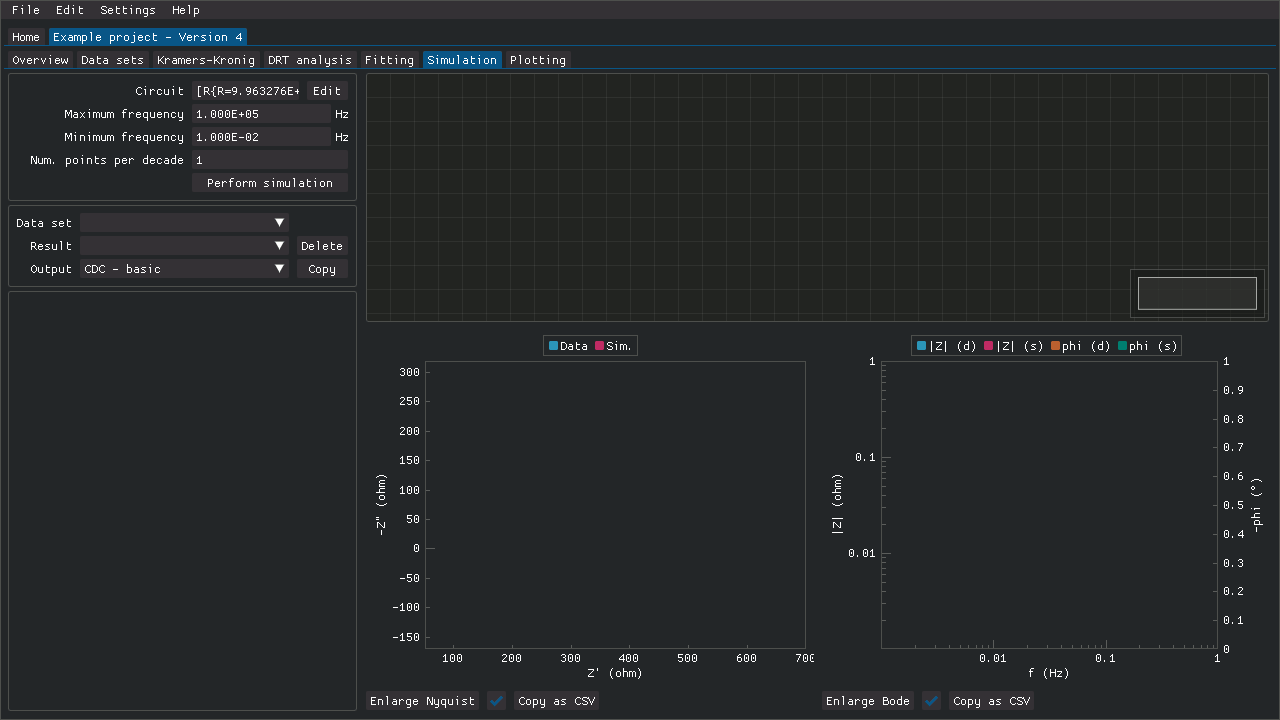 File Edit Settings Help
Home Example project - Version 4
Overview Data sets Kramers-Kronig DRT analysis Fitting Simulation Plotting
Circuit [R{R=9.963276E+ Edit
Maximum frequency 1.000E+05 Hz
Minimum frequency 1.000E-02 Hz
Num. points per decade 1
Perform simulation
Data set
Result Delete
Output CDC - basic Copy
Data Sim.
300
250
200
150
100
50
0
-50
-100
-150
-Z" (ohm)
100 200 300 400 500 600 700
Z' (ohm)
Enlarge Nyquist Copy as CSV
|Z| (d) |Z| (s) phi (d) phi (s)
1
0.1
0.01
|Z| (ohm)
1
0.9
0.8
0.7
0.6
0.5
0.4
0.3
0.2
0.1
0
-phi (°)
0.01 0.1 1
f (Hz)
Enlarge Bode Copy as CSV